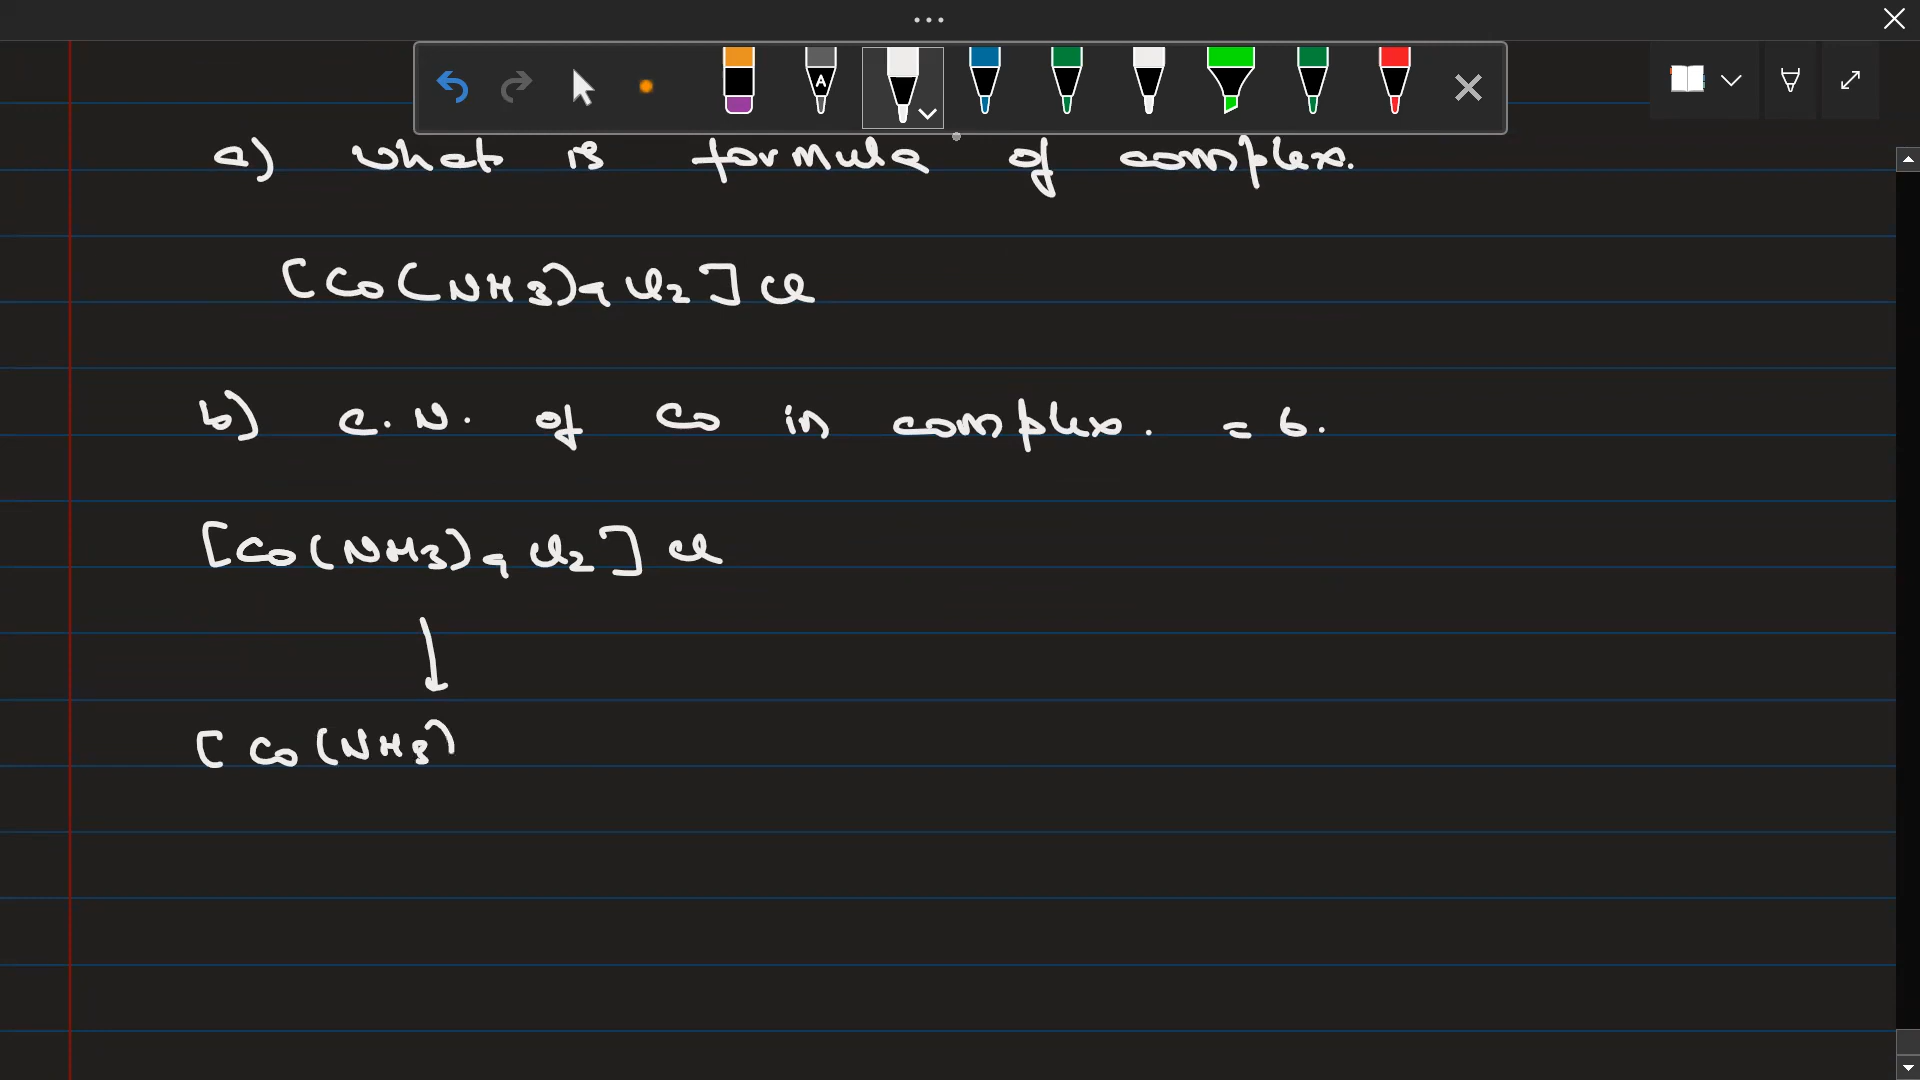 a) what is formula of complex.
[Co(NH3)4 Cl2] Cl
b) C.N. of Co in complex. = 6.
[Co(NH3)4 Cl2] Cl
↓
[Co(NH3)